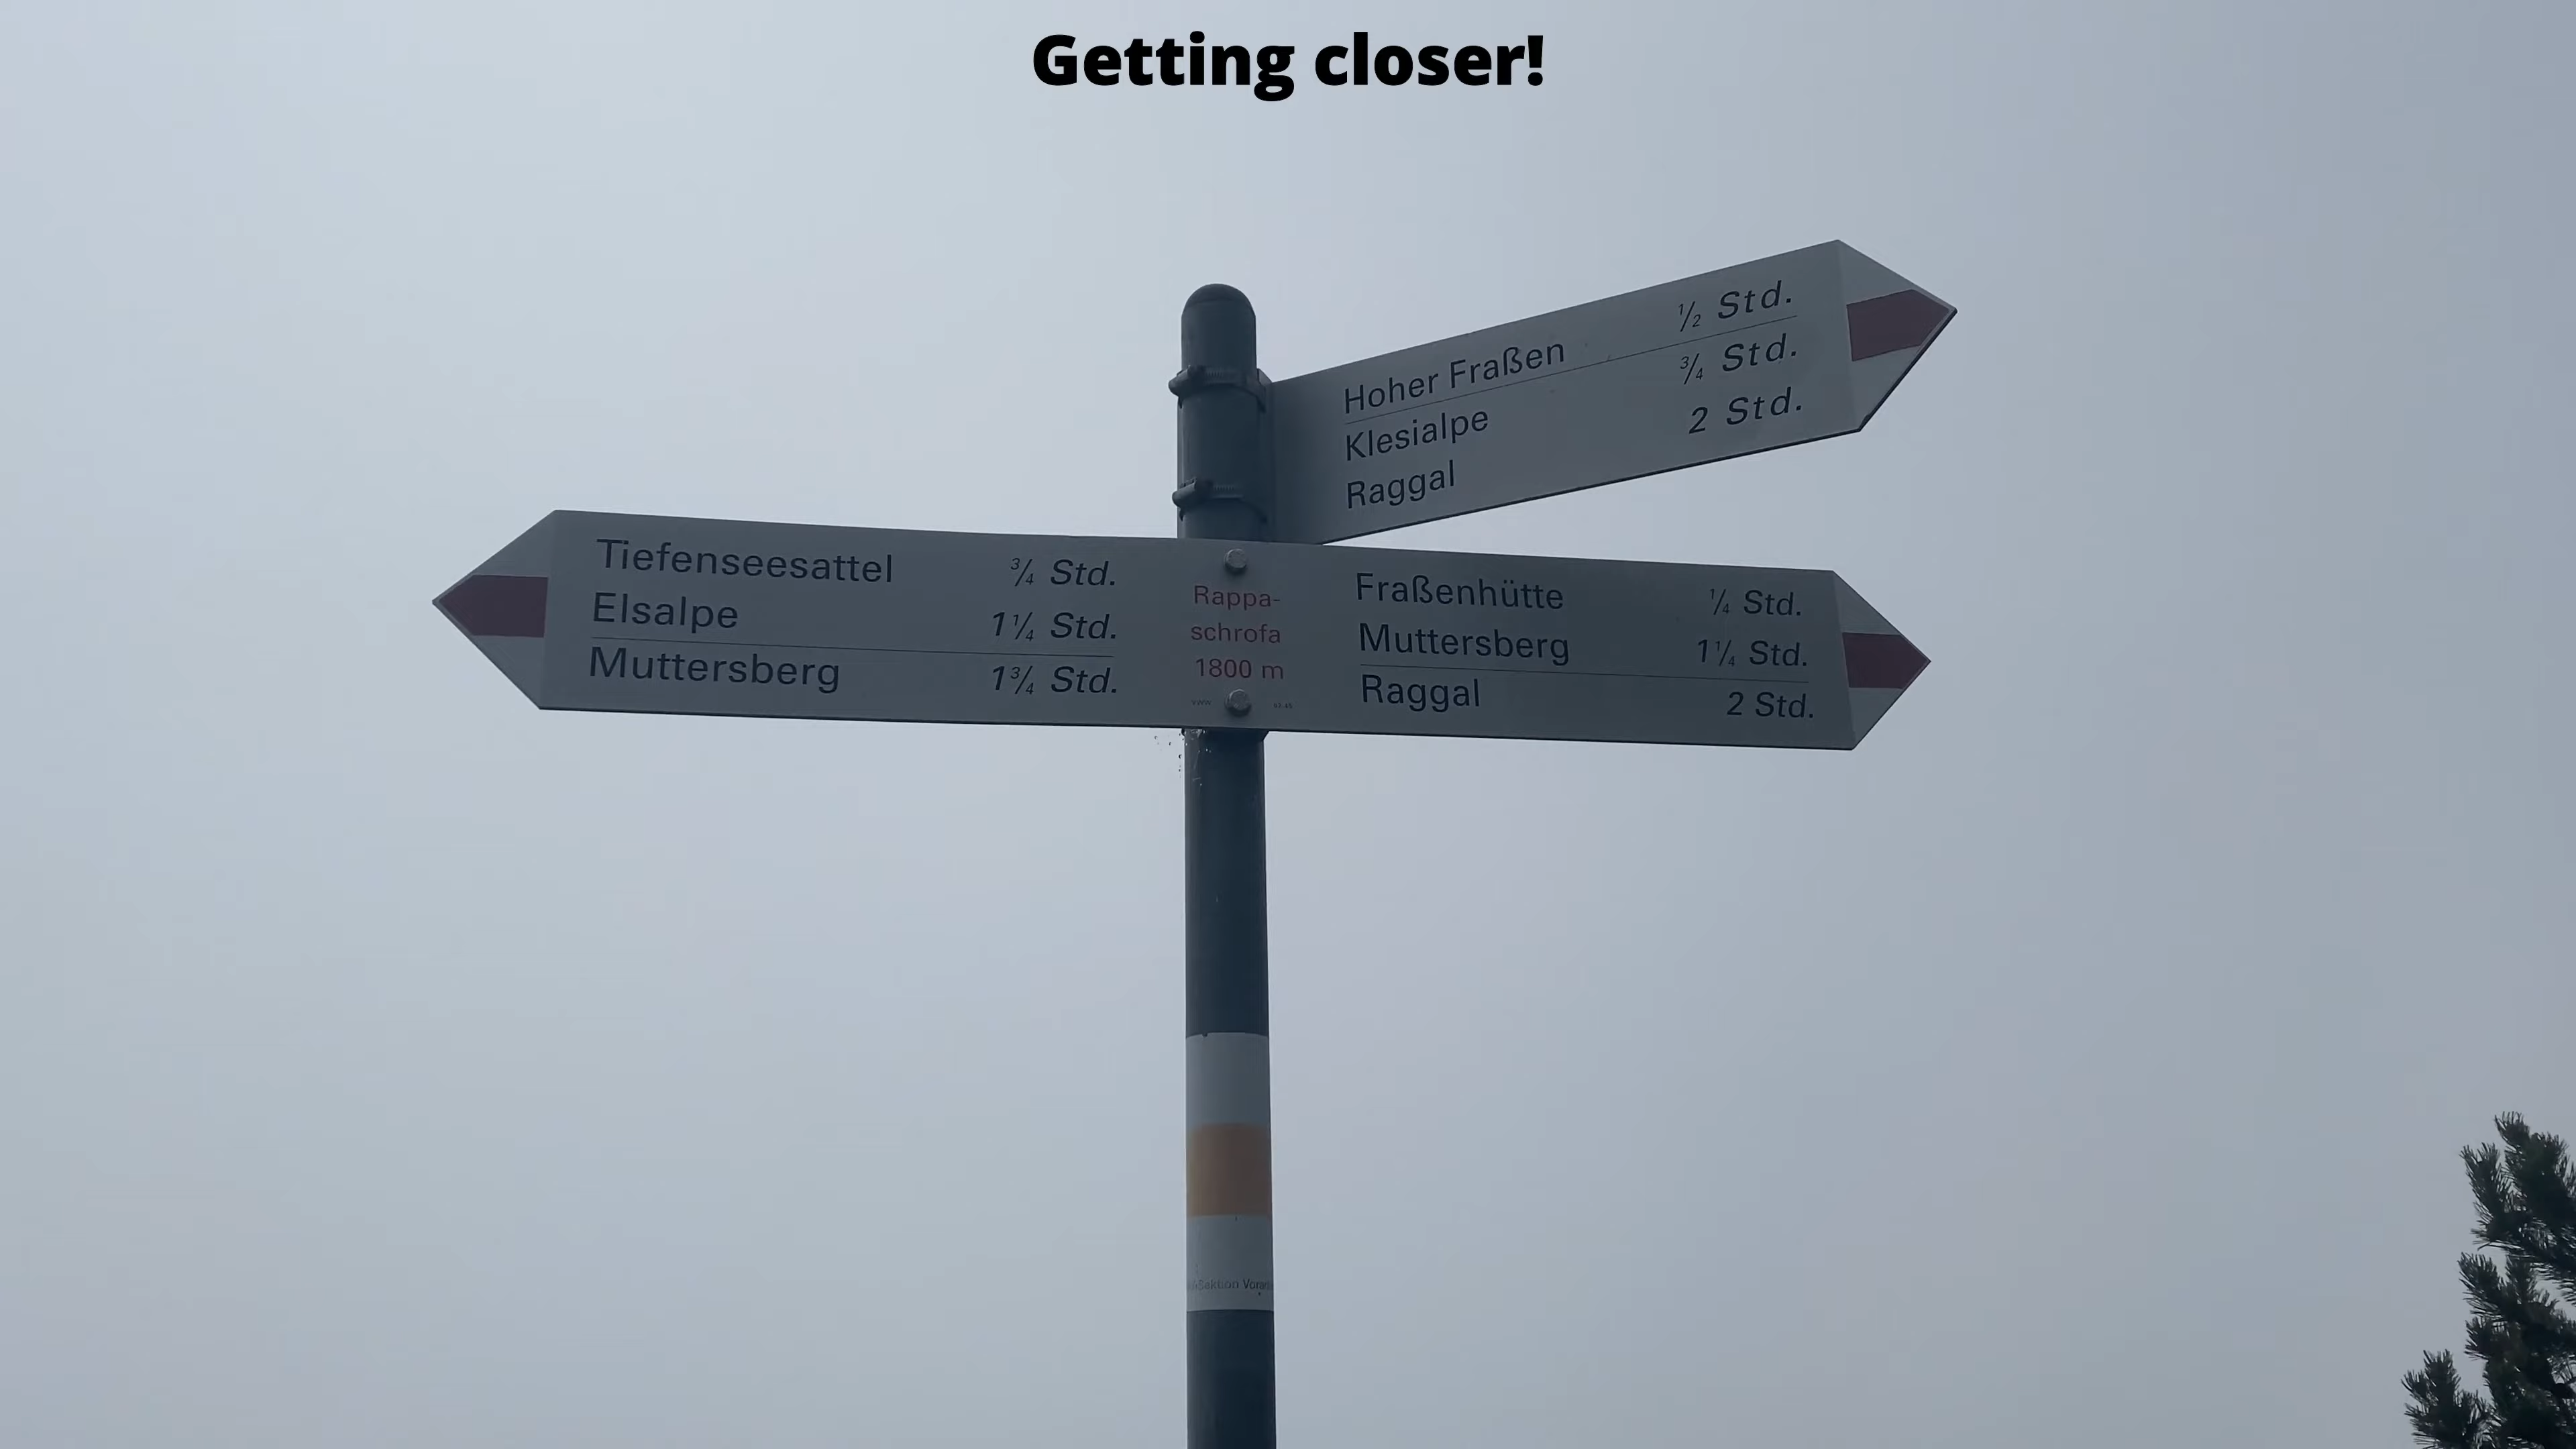 Getting closer!
Hoher Fraßen ½ Std.
Klesialpe ¾ Std.
Raggal 2 Std.
Tiefenseesattel ¾ Std.
Elsalpe 1¼ Std.
Muttersberg 1¾ Std.
Rappa-
schrofa
1800 m
Fraßenhütte ¼ Std.
Muttersberg 1¼ Std.
Raggal 2 Std.